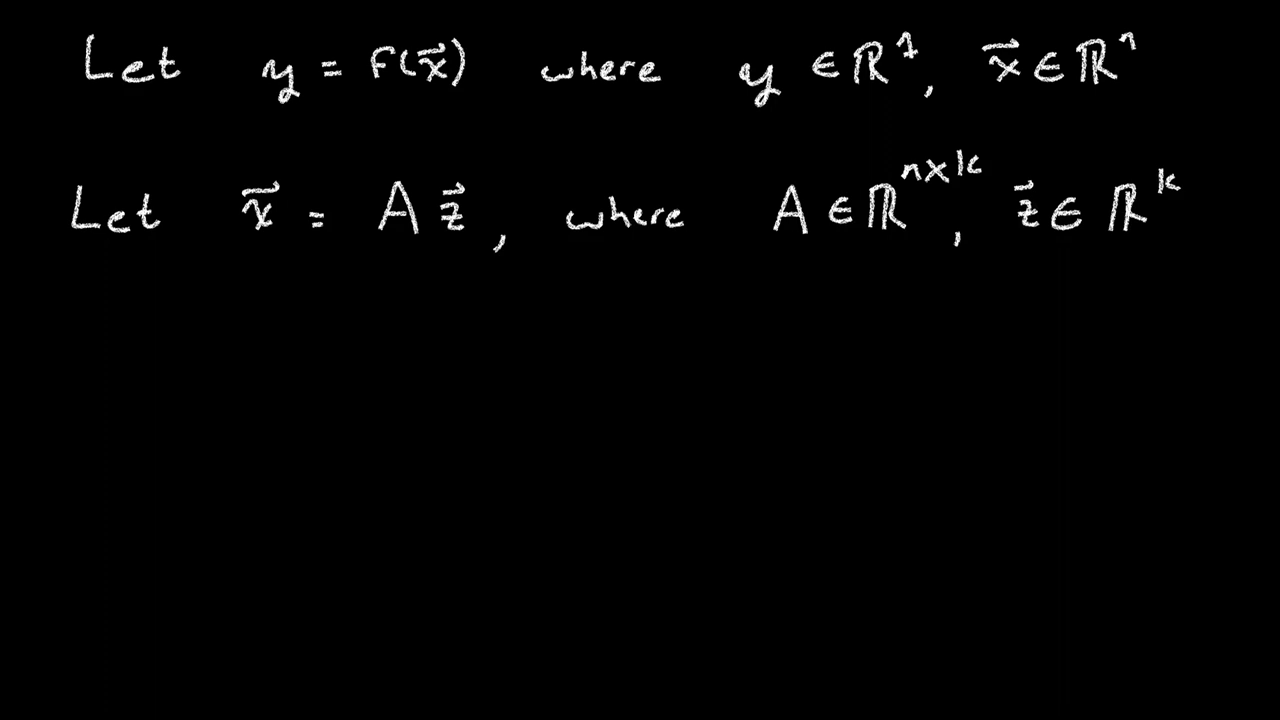 Let y = f(x⃗) where y ∈ ℝ¹, x⃗ ∈ ℝⁿ
Let x⃗ = A z⃗, where A ∈ ℝⁿˣᵏ, z⃗ ∈ ℝᵏ